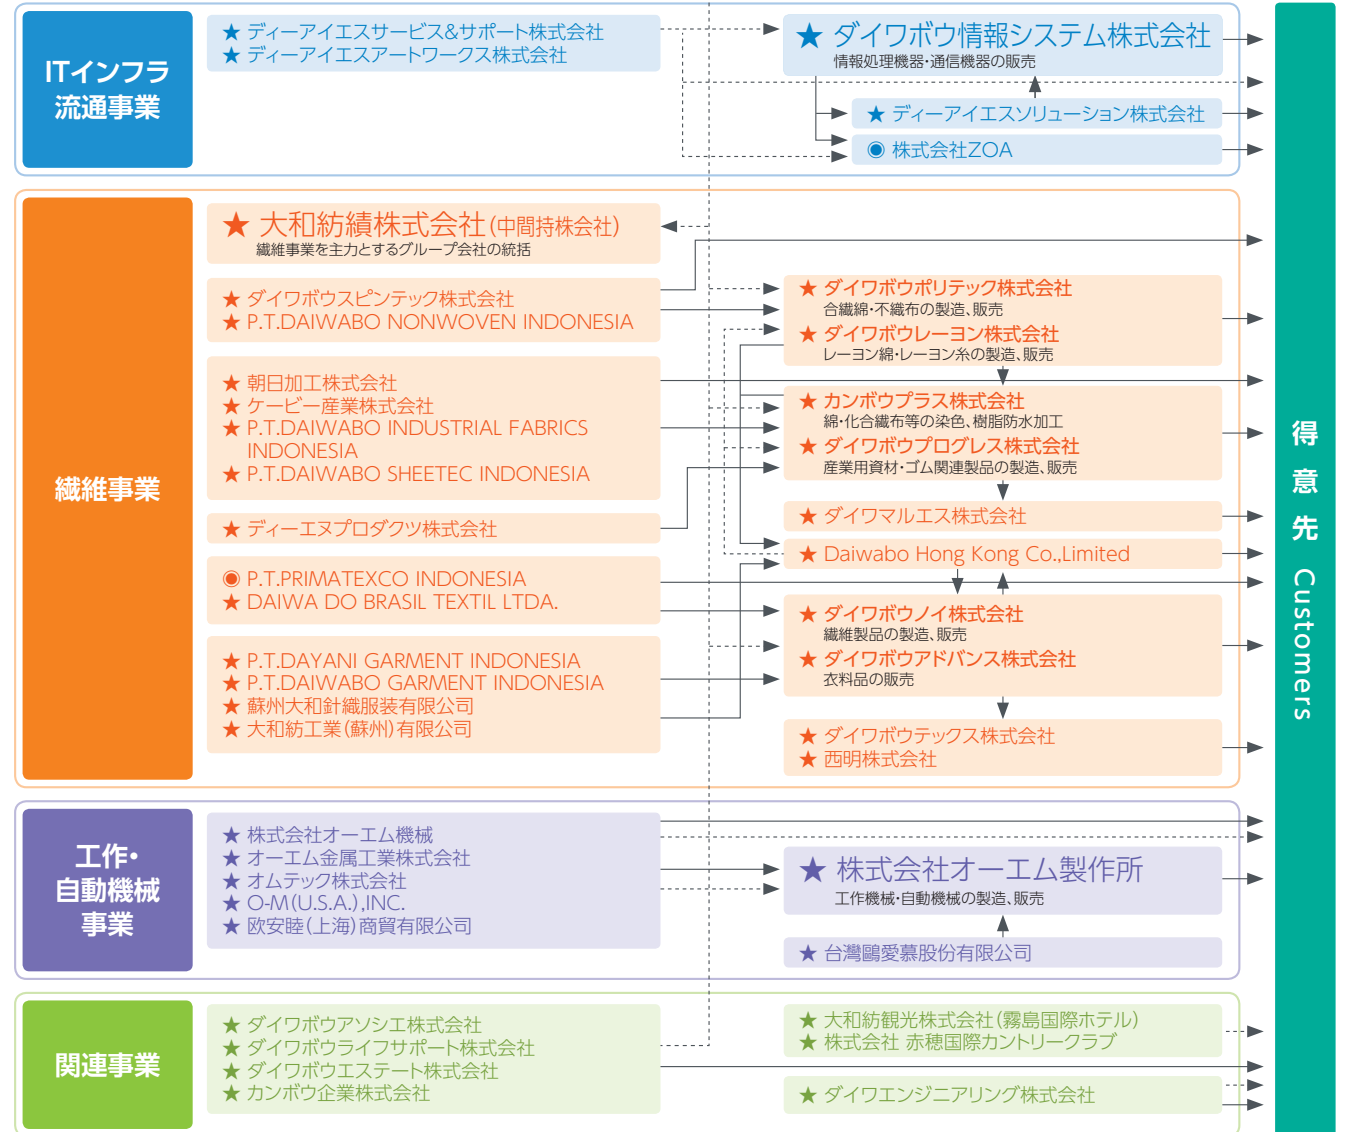 ITインフラ
流通事業
★ ディーアイエスサービス&サポート株式会社
★ ディーアイエスアートワークス株式会社
★ ダイワボウ情報システム株式会社
情報処理機器・通信機器の販売
★ ディーアイエスソリューション株式会社
◉ 株式会社ZOA
繊維事業
★ 大和紡績株式会社(中間持株会社)
繊維事業を主力とするグループ会社の統括
★ ダイワボウスピンテック株式会社
★ P.T.DAIWABO NONWOVEN INDONESIA
★ 朝日加工株式会社
★ ケービー産業株式会社
★ P.T.DAIWABO INDUSTRIAL FABRICS
INDONESIA
★ P.T.DAIWABO SHEETEC INDONESIA
★ ディーエヌプロダクツ株式会社
◉ P.T.PRIMATEXCO INDONESIA
★ DAIWA DO BRASIL TEXTIL LTDA.
★ P.T.DAYANI GARMENT INDONESIA
★ P.T.DAIWABO GARMENT INDONESIA
★ 蘇州大和針織服装有限公司
★ 大和紡工業(蘇州)有限公司
★ ダイワボウポリテック株式会社
合繊綿・不織布の製造、販売
★ ダイワボウレーヨン株式会社
レーヨン綿・レーヨン糸の製造、販売
★ カンボウプラス株式会社
綿・化合繊布等の染色、樹脂防水加工
★ ダイワボウプログレス株式会社
産業用資材・ゴム関連製品の製造、販売
★ ダイワマルエス株式会社
★ Daiwabo Hong Kong Co.,Limited
★ ダイワボウノイ株式会社
繊維製品の製造、販売
★ ダイワボウアドバンス株式会社
衣料品の販売
★ ダイワボウテックス株式会社
★ 西明株式会社
工作・
自動機械
事業
★ 株式会社オーエム機械
★ オーエム金属工業株式会社
★ オムテック株式会社
★ O-M(U.S.A.),INC.
★ 欧安睦(上海)商貿有限公司
★ 株式会社オーエム製作所
工作機械・自動機械の製造、販売
★ 台灣鷗愛慕股份有限公司
関連事業
★ ダイワボウアソシエ株式会社
★ ダイワボウライフサポート株式会社
★ ダイワボウエステート株式会社
★ カンボウ企業株式会社
★ 大和紡観光株式会社(霧島国際ホテル)
★ 株式会社 赤穂国際カントリークラブ
★ ダイワエンジニアリング株式会社
得意先 Customers